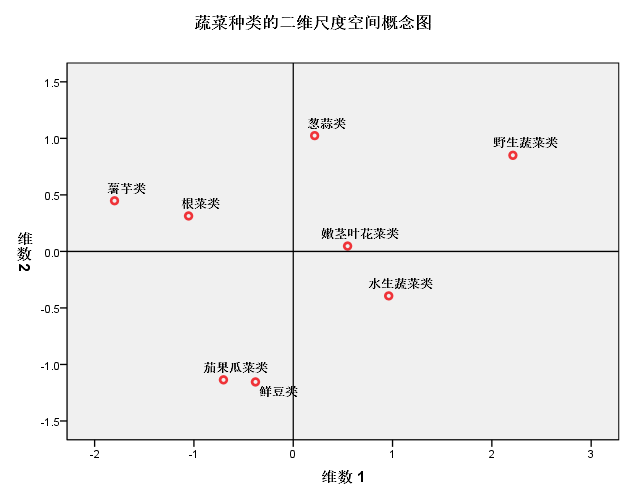 蔬菜种类的二维尺度空间概念图
1.5
1.0
0.5
0.0
-0.5
-1.0
-1.5
维数2
葱蒜类
野生蔬菜类
薯芋类
根菜类
嫩茎叶花菜类
水生蔬菜类
茄果瓜菜类
鲜豆类
-2
-1
0
1
2
3
维数 1